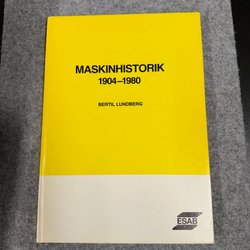 MASKINHISTORIK
1904–1980
BERTIL LUNDBERG
ESAB